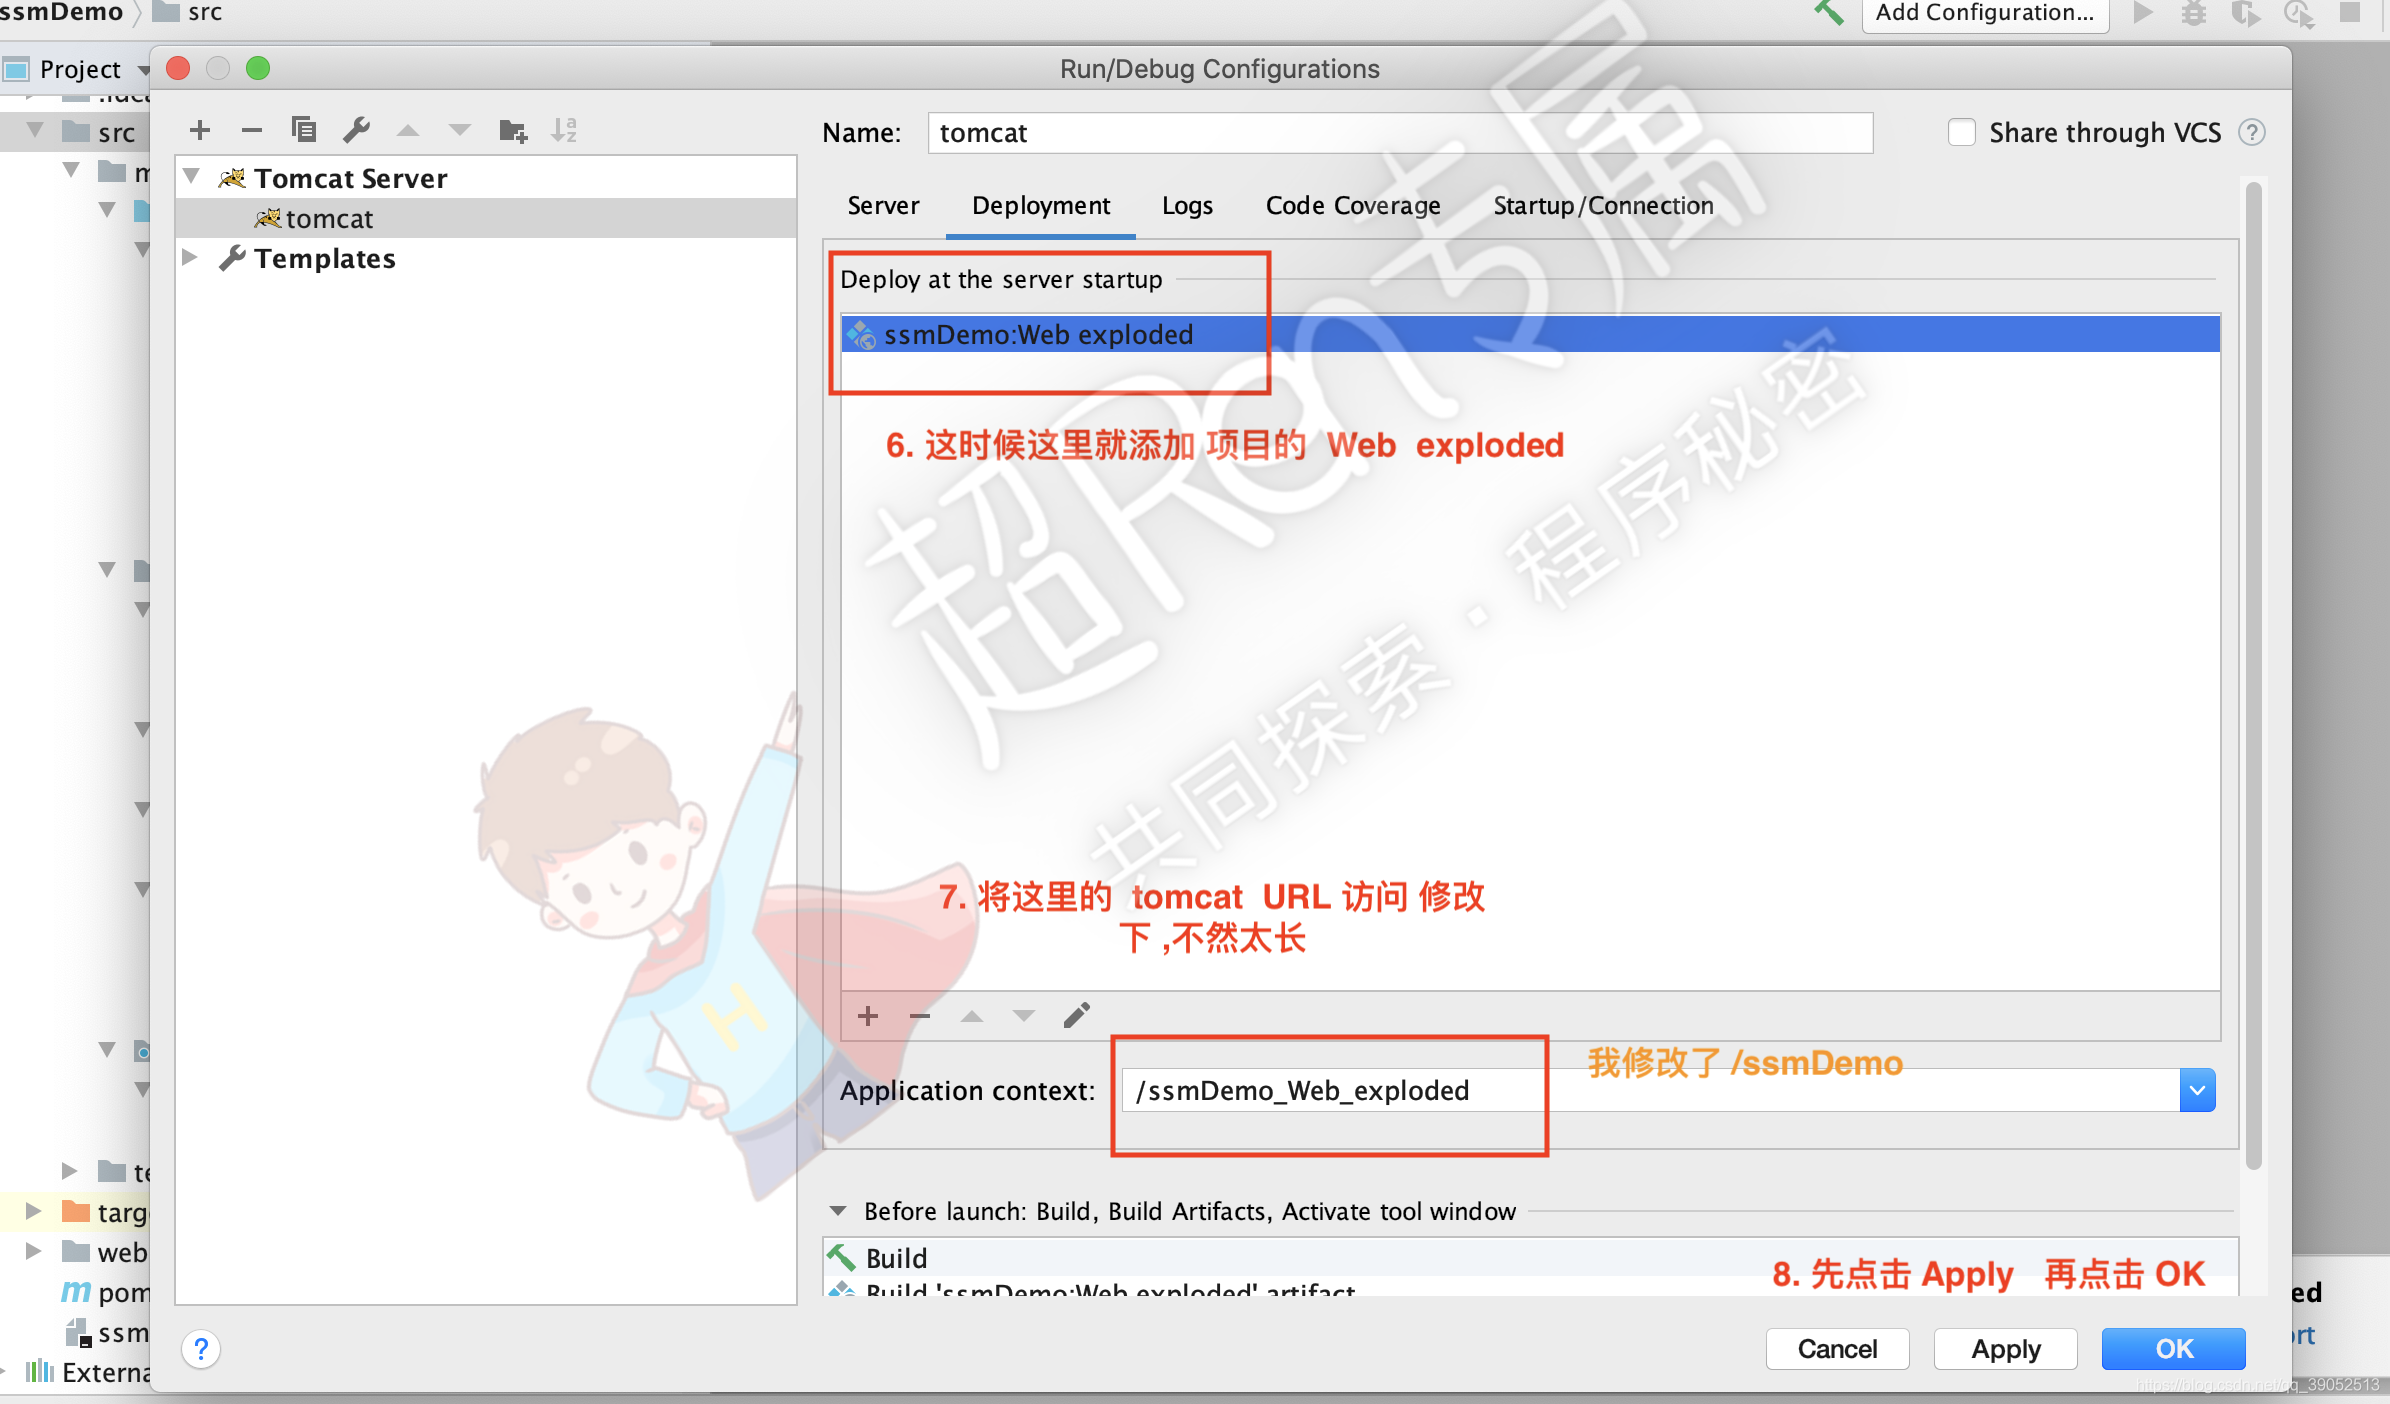 ssmDemo
src
Add Configuration...
Project
Run/Debug Configurations
src
Name:
tomcat
Share through VCS
?
Tomcat Server
tomcat
Templates
Server
Deployment
Logs
Code Coverage
Startup/Connection
Deploy at the server startup
ssmDemo:Web exploded
6. 这时候这里就添加 项目的 Web exploded
超Ran专属
共同探索·程序秘密
7. 将这里的 tomcat URL 访问 修改
下 ,不然太长
H
我修改了 /ssmDemo
Application context:
/ssmDemo_Web_exploded
te
targ
Before launch: Build, Build Artifacts, Activate tool window
web
Build
8. 先点击 Apply 再点击 OK
m pom
Build 'ssmDemo:Web exploded' artifact
ed
ssm
rt
?
Cancel
Apply
OK
Externa
https://blog.csdn.net/qq_39052513